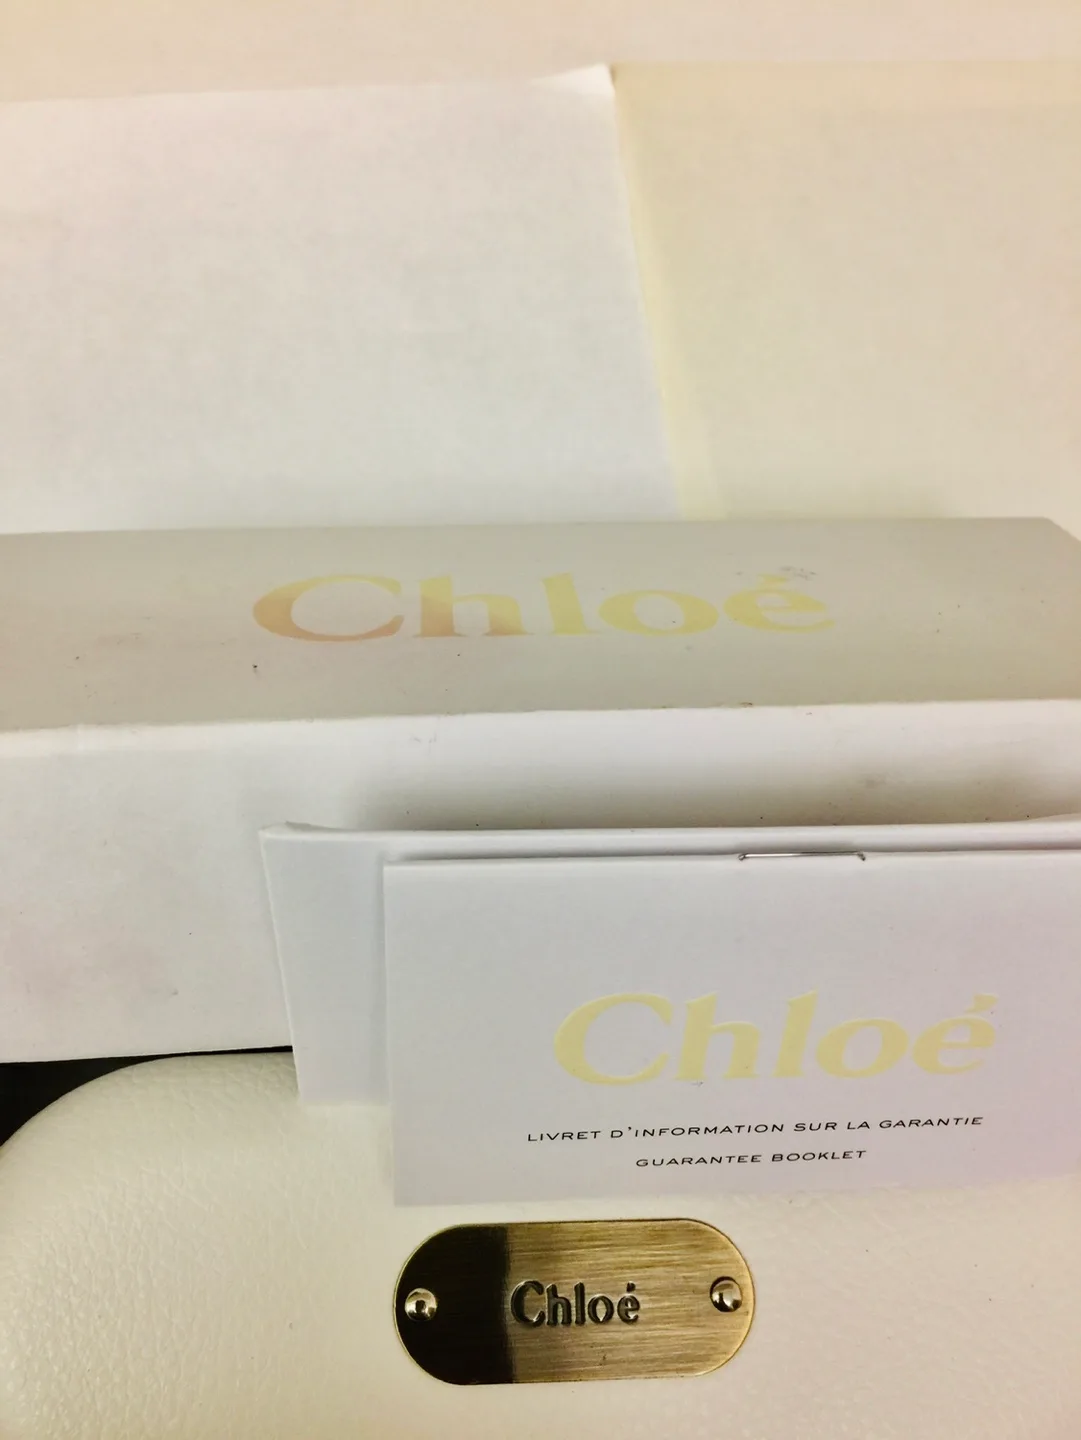 Chloé
Chloé
LIVRET D'INFORMATION SUR LA GARANTIE
GUARANTEE BOOKLET
Chloé